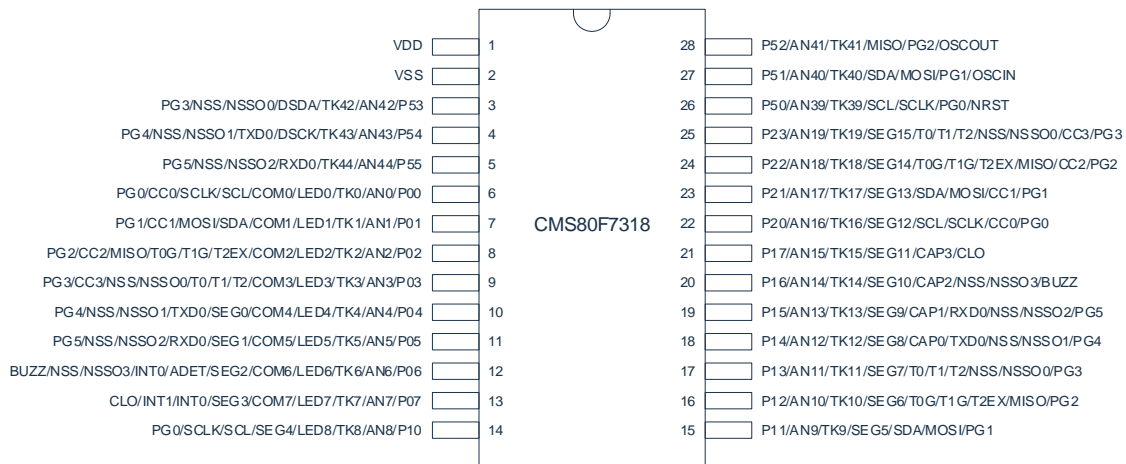 VDD 1 28 P52/AN41/TK41/MISO/PG2/OSCOUT
VSS 2 27 P51/AN40/TK40/SDA/MOSI/PG1/OSCIN
PG3/NSS/NSSO0/DSDA/TK42/AN42/P53 3 26 P50/AN39/TK39/SCL/SCLK/PG0/NRST
PG4/NSS/NSSO1/TXD0/DSCK/TK43/AN43/P54 4 25 P23/AN19/TK19/SEG15/T0/T1/T2/NSS/NSSO0/CC3/PG3
PG5/NSS/NSSO2/RXD0/TK44/AN44/P55 5 24 P22/AN18/TK18/SEG14/T0G/T1G/T2EX/MISO/CC2/PG2
PG0/CC0/SCLK/SCL/COM0/LED0/TK0/AN0/P00 6 23 P21/AN17/TK17/SEG13/SDA/MOSI/CC1/PG1
PG1/CC1/MOSI/SDA/COM1/LED1/TK1/AN1/P01 7 CMS80F7318 22 P20/AN16/TK16/SEG12/SCL/SCLK/CC0/PG0
PG2/CC2/MISO/T0G/T1G/T2EX/COM2/LED2/TK2/AN2/P02 8 21 P17/AN15/TK15/SEG11/CAP3/CLO
PG3/CC3/NSS/NSSO0/T0/T1/T2/COM3/LED3/TK3/AN3/P03 9 20 P16/AN14/TK14/SEG10/CAP2/NSS/NSSO3/BUZZ
PG4/NSS/NSSO1/TXD0/SEG0/COM4/LED4/TK4/AN4/P04 10 19 P15/AN13/TK13/SEG9/CAP1/RXD0/NSS/NSSO2/PG5
PG5/NSS/NSSO2/RXD0/SEG1/COM5/LED5/TK5/AN5/P05 11 18 P14/AN12/TK12/SEG8/CAP0/TXD0/NSS/NSSO1/PG4
BUZZ/NSS/NSSO3/INT0/ADET/SEG2/COM6/LED6/TK6/AN6/P06 12 17 P13/AN11/TK11/SEG7/T0/T1/T2/NSS/NSSO0/PG3
CLO/INT1/INT0/SEG3/COM7/LED7/TK7/AN7/P07 13 16 P12/AN10/TK10/SEG6/T0G/T1G/T2EX/MISO/PG2
PG0/SCLK/SCL/SEG4/LED8/TK8/AN8/P10 14 15 P11/AN9/TK9/SEG5/SDA/MOSI/PG1